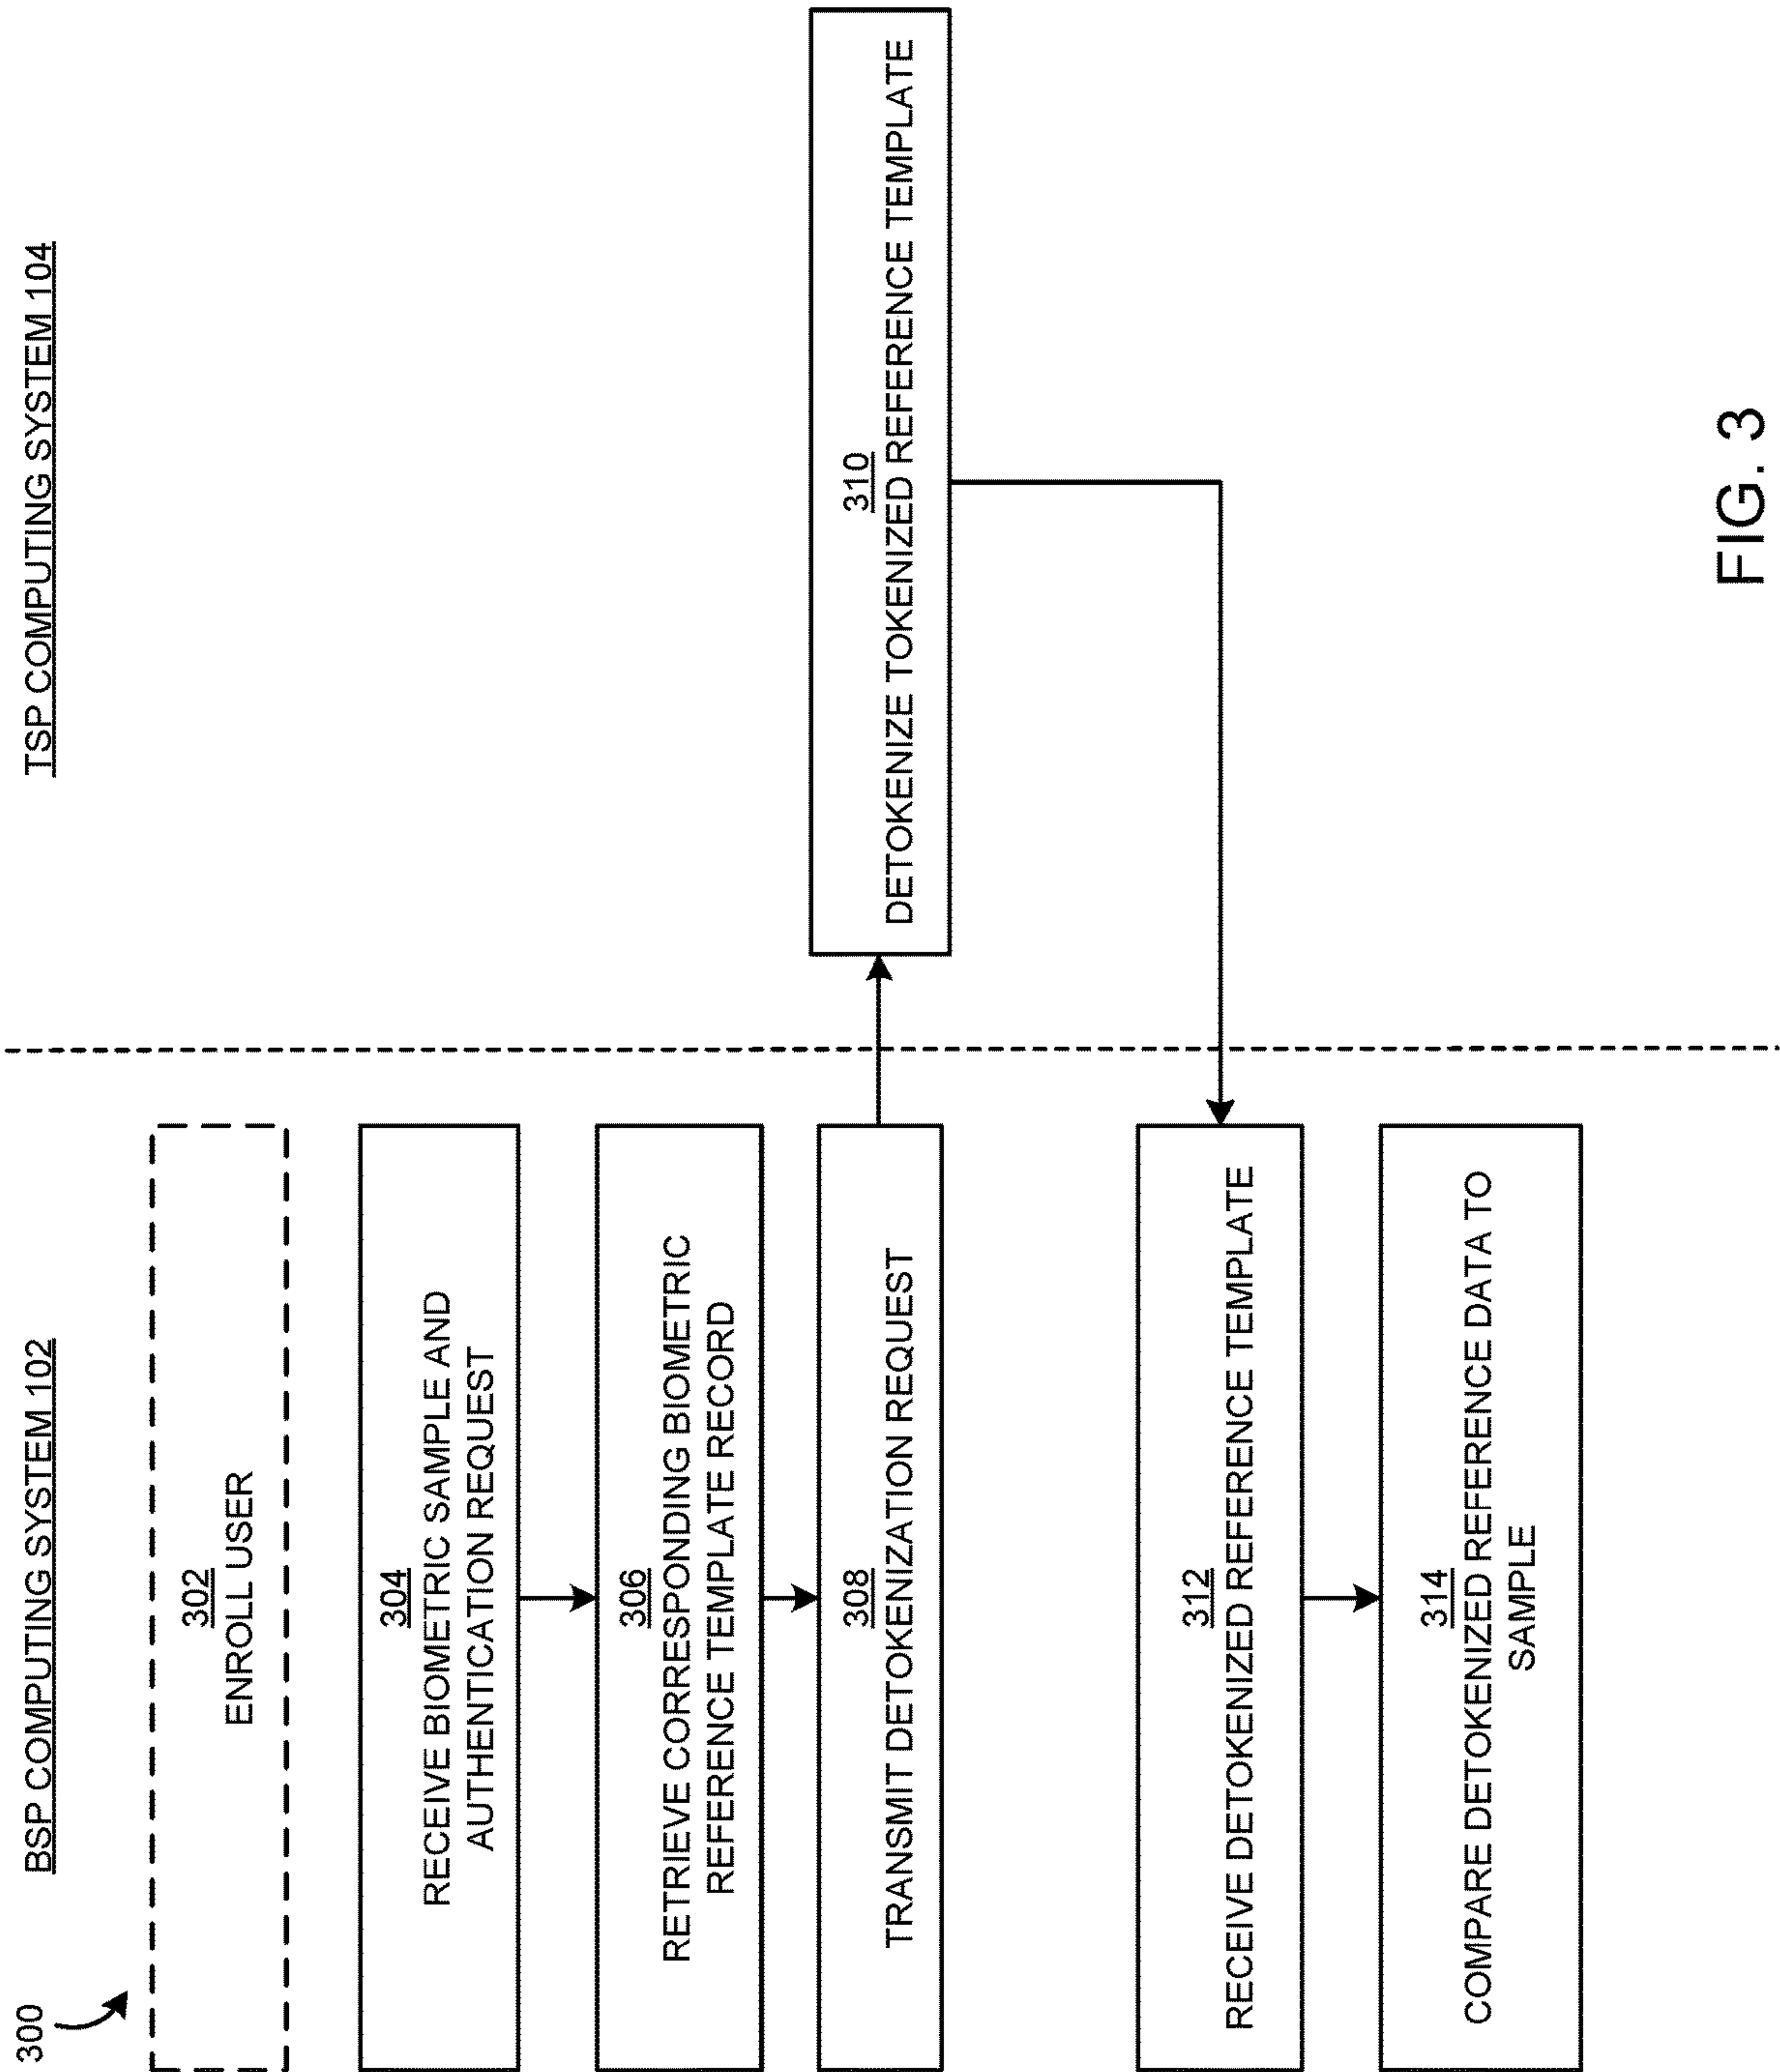 300
BSP COMPUTING SYSTEM 102
TSP COMPUTING SYSTEM 104
302
ENROLL USER
304
RECEIVE BIOMETRIC SAMPLE AND
AUTHENTICATION REQUEST
306
RETRIEVE CORRESPONDING BIOMETRIC
REFERENCE TEMPLATE RECORD
308
TRANSMIT DETOKENIZATION REQUEST
310
DETOKENIZE TOKENIZED REFERENCE TEMPLATE
312
RECEIVE DETOKENIZED REFERENCE TEMPLATE
314
COMPARE DETOKENIZED REFERENCE DATA TO
SAMPLE
FIG. 3